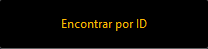 Encontrar por ID